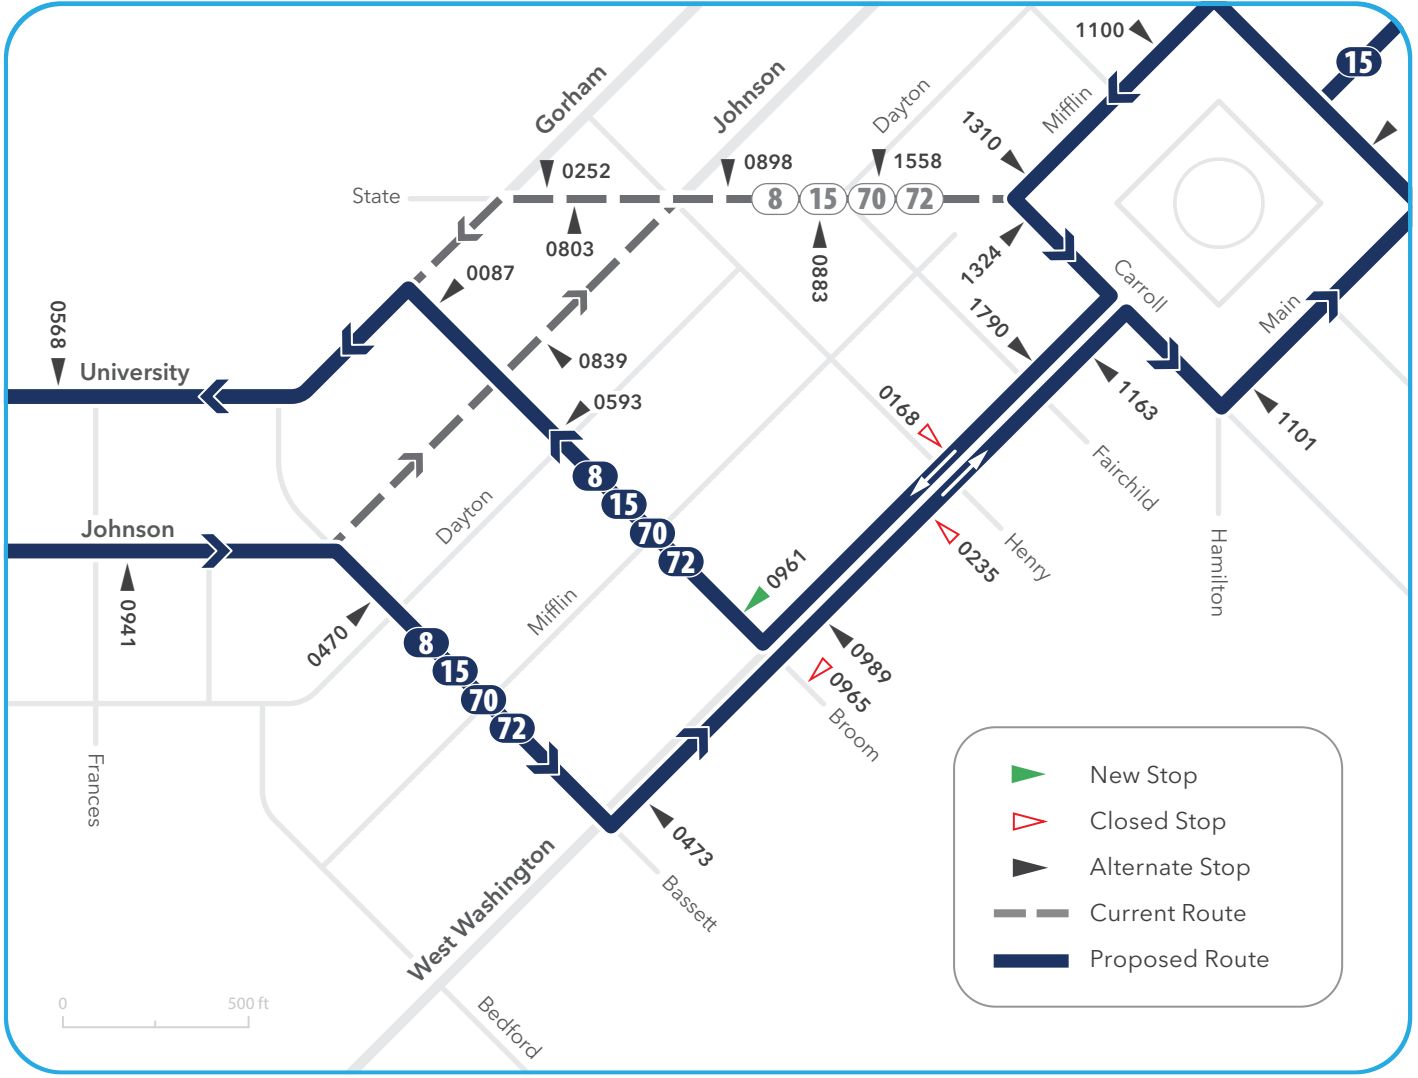 1100
15
Gorham
Johnson
Dayton
Mifflin
1310
0252
0898
1558
State
8
15
70
72
0803
0883
1324
Carroll
0087
1790
Main
0568
University
0839
1163
0593
0168
1101
Fairchild
8
15
70
72
Dayton
Johnson
0235
Henry
Hamilton
0961
0941
Mifflin
0470
8
15
70
72
0989
0965
Broom
Frances
0473
Bassett
West Washington
Bedford
New Stop
Closed Stop
Alternate Stop
Current Route
Proposed Route
0
500 ft